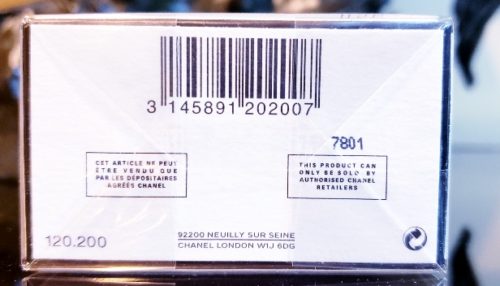 3 145891 202007
7801
CET ARTICLE NE PEUT
ÊTRE VENDU QUE
PAR LES DÉPOSITAIRES
AGRÉÉS CHANEL
THIS PRODUCT CAN
ONLY BE SOLD BY
AUTHORISED CHANEL
RETAILERS
120.200
92200 NEUILLY SUR SEINE
CHANEL LONDON W1J 6DG